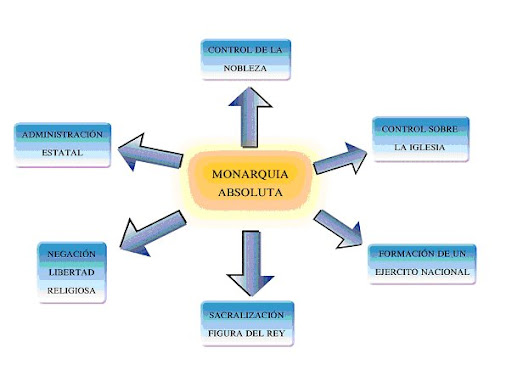 CONTROL DE LA
NOBLEZA
ADMINISTRACIÓN
ESTATAL
CONTROL SOBRE
LA IGLESIA
MONARQUIA
ABSOLUTA
NEGACIÓN
LIBERTAD
RELIGIOSA
FORMACIÓN DE UN
EJERCITO NACIONAL
SACRALIZACIÓN
FIGURA DEL REY